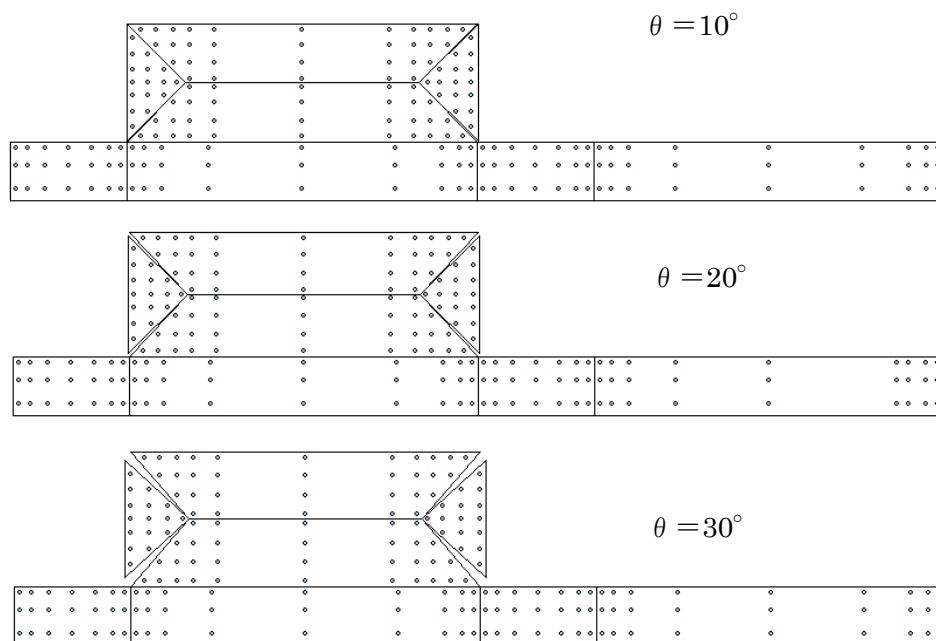 θ = 10°
θ = 20°
θ = 30°